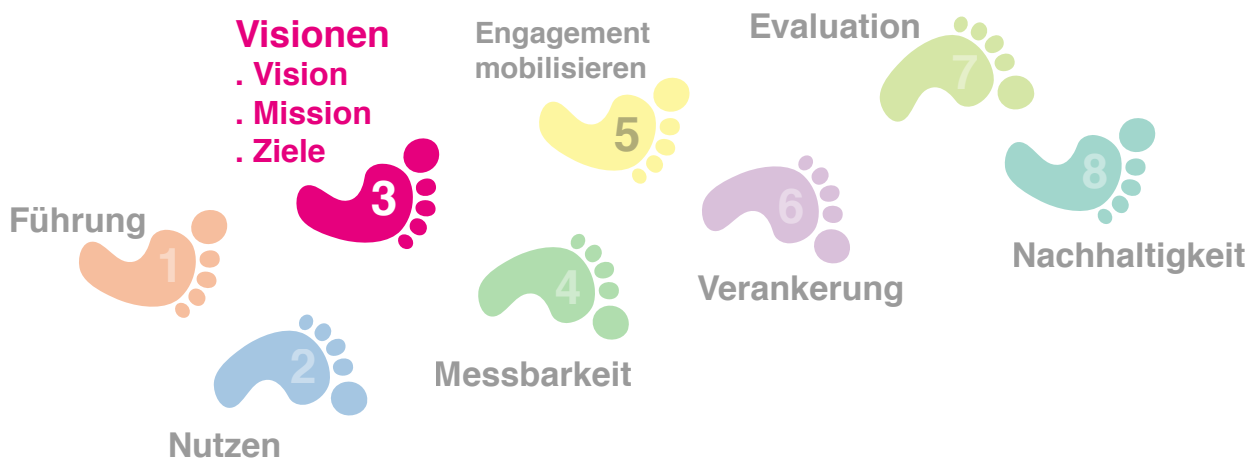 Führung
1
2
Nutzen
Visionen
. Vision
. Mission
. Ziele
3
4
Messbarkeit
Engagement
mobilisieren
5
6
Verankerung
Evaluation
7
8
Nachhaltigkeit